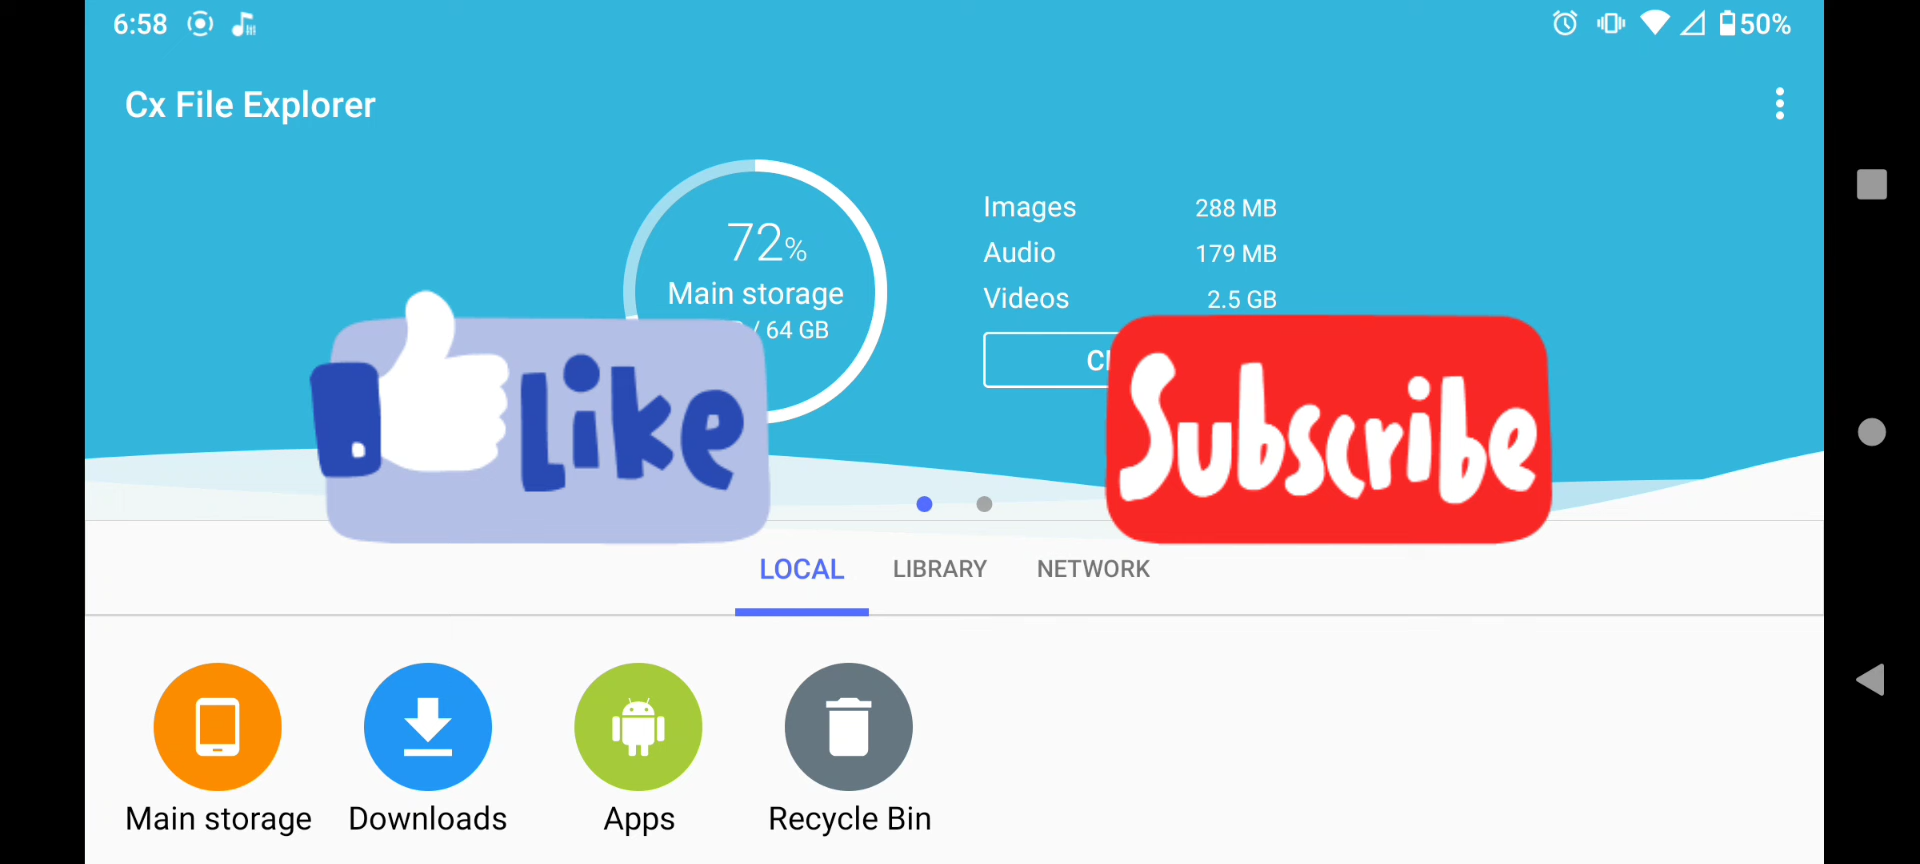 6:58
50%
Cx File Explorer
72%
Main storage
/ 64 GB
Images 288 MB
Audio 179 MB
Videos 2.5 GB
Like
Subscribe
LOCAL LIBRARY NETWORK
Main storage Downloads Apps Recycle Bin